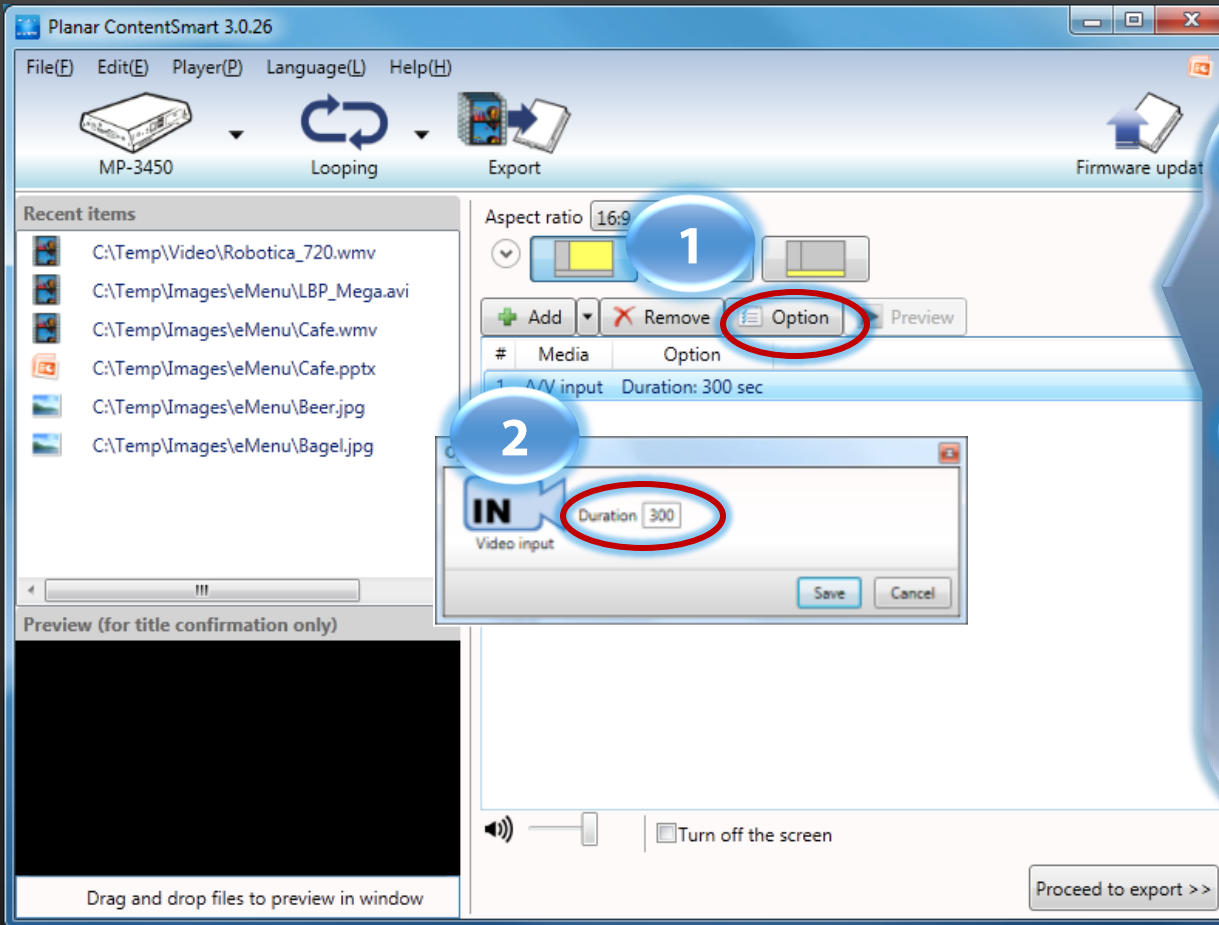 Planar ContentSmart 3.0.26
File(F) Edit(E) Player(P) Language(L) Help(H)
MP-3450 Looping Export Firmware updat
Recent items
C:\Temp\Video\Robotica_720.wmv
C:\Temp\Images\eMenu\LBP_Mega.avi
C:\Temp\Images\eMenu\Cafe.wmv
C:\Temp\Images\eMenu\Cafe.pptx
C:\Temp\Images\eMenu\Beer.jpg
C:\Temp\Images\eMenu\Bagel.jpg
Preview (for title confirmation only)
Drag and drop files to preview in window
Aspect ratio 16:9
1
Add Remove Option Preview
# Media Option
1 A/V input Duration: 300 sec
2
IN
Duration 300
Video input
Save Cancel
Turn off the screen
Proceed to export >>